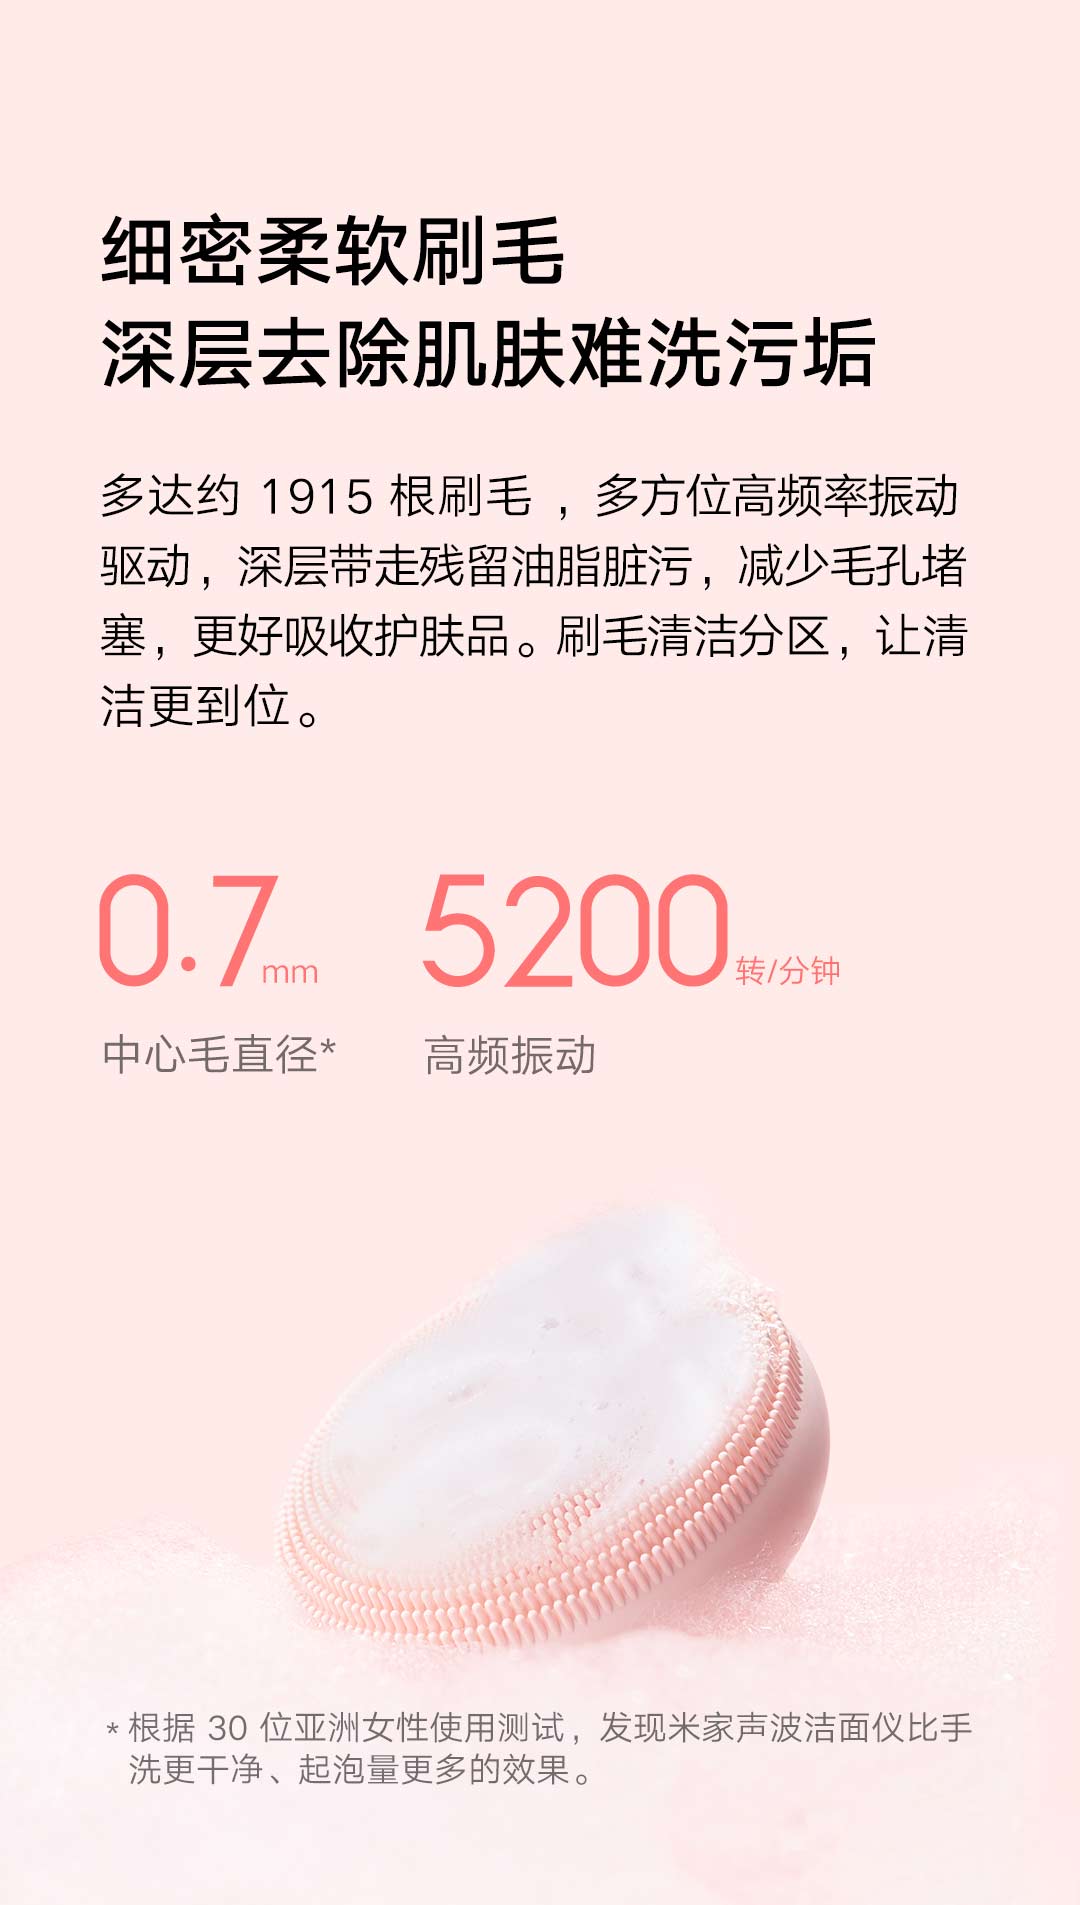 细密柔软刷毛
深层去除肌肤难洗污垢
多达约 1915 根刷毛 ，多方位高频率振动
驱动，深层带走残留油脂脏污，减少毛孔堵
塞，更好吸收护肤品。刷毛清洁分区，让清
洁更到位。
0.7mm 5200转/分钟
中心毛直径* 高频振动
* 根据 30 位亚洲女性使用测试，发现米家声波洁面仪比手
洗更干净、起泡量更多的效果。